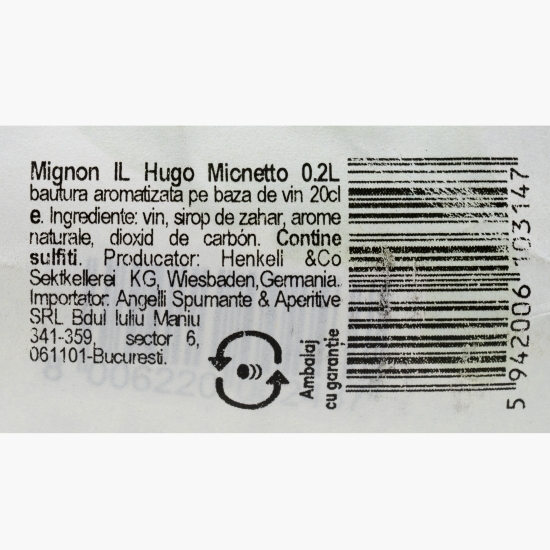 Mignon IL Hugo Micnetto 0.2L
bautura aromatizata pe baza de vin 20cl
e. Ingrediente: vin, sirop de zahar, arome
naturale, dioxid de carbón. Contine
sulfiti. Producator: Henkell &Co
Sektkellerei KG, Wiesbaden,Germania.
Importator: Angelli Spumante & Aperitive
SRL Bdul Iuliu Maniu
341-359, sector 6,
061101-Bucuresti.
Ambalaj
cu garanție
5 942006 103147